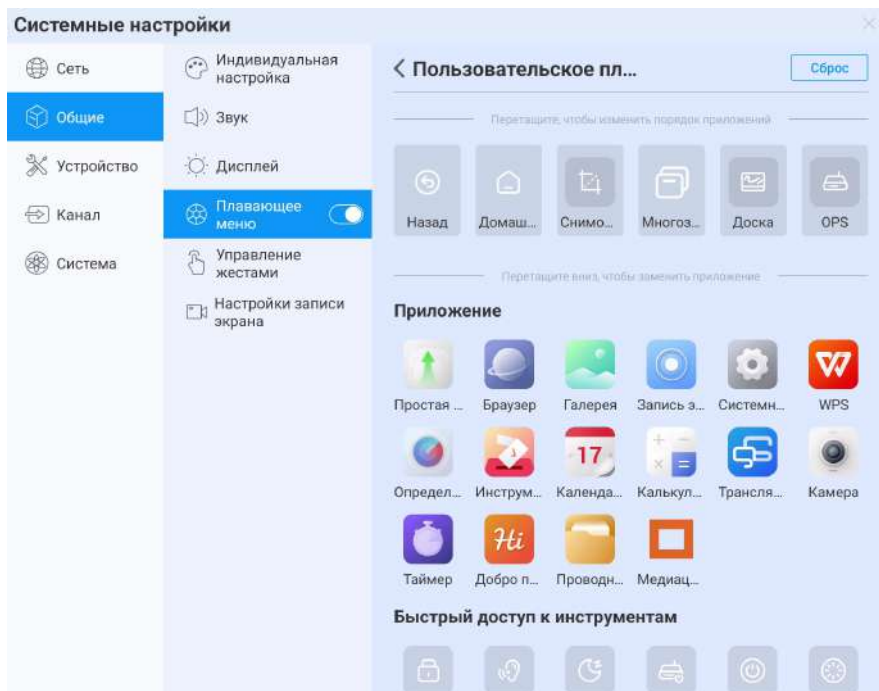 Системные настройки
Сеть
Общие
Устройство
Канал
Система
Индивидуальная
настройка
Звук
Дисплей
Плавающее
меню
Управление
жестами
Настройки записи
экрана
Пользовательское пл...
Сброс
Перетащите, чтобы изменить порядок приложений
Назад Домаш... Снимо... Многоз... Доска OPS
Перетащите вниз, чтобы заменить приложение
Приложение
Простая ... Браузер Галерея Запись э... Системн... WPS
17
Определ... Инструм... Календа... Калькул... Трансля... Камера
Hi
Таймер Добро п... Проводн... Медиац...
Быстрый доступ к инструментам